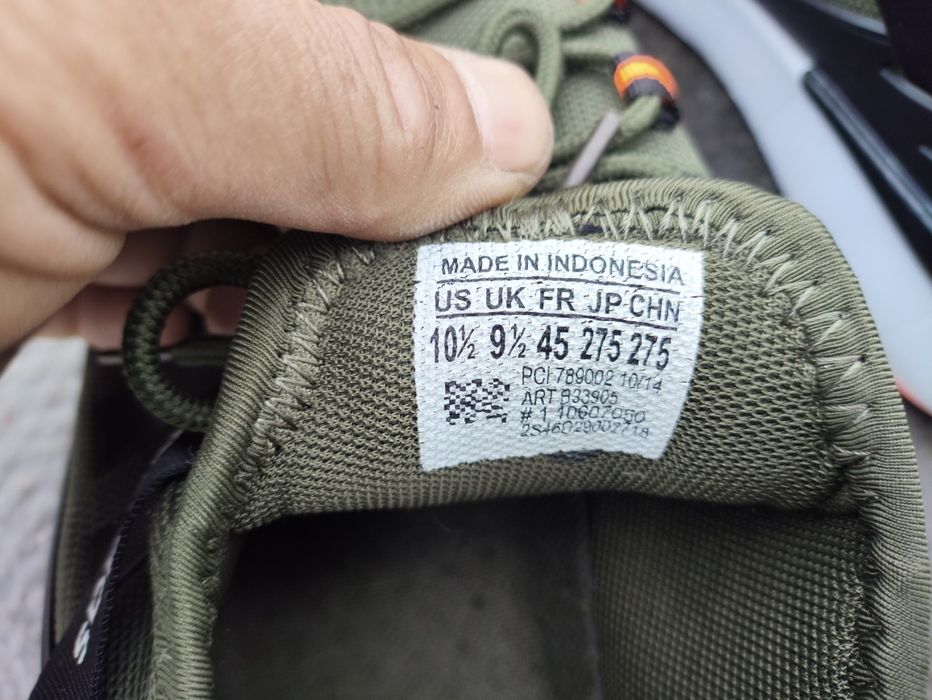 MADE IN INDONESIA
US UK FR JP CHN
10½ 9½ 45 275 275
PCI 789002 10/14
ART B33905